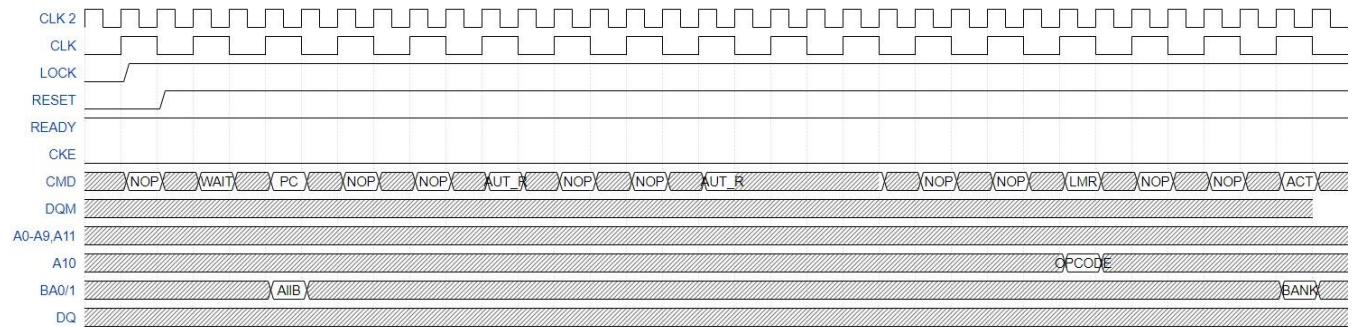 CLK 2
CLK
LOCK
RESET
READY
CKE
CMD NOP WAIT PC NOP NOP AUT_R NOP NOP AUT_R NOP NOP LMR NOP NOP ACT
DQM
A0-A9,A11
A10 OPCODE
BA0/1 AllB BANK
DQ